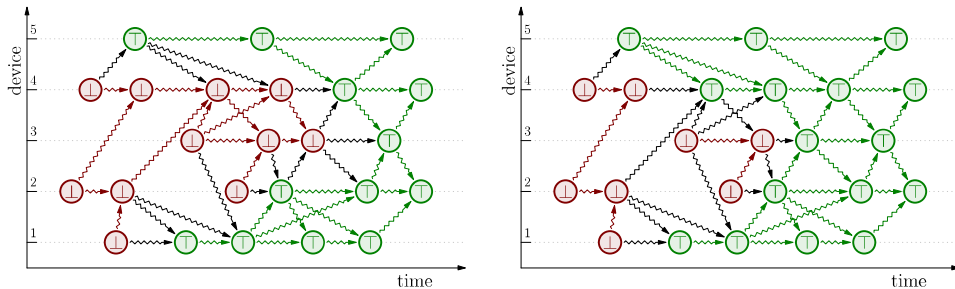 device
5 ⊤ ⊤ ⊤
4 ⊥ ⊥ ⊥ ⊥ ⊤ ⊤
3 ⊥ ⊥ ⊥ ⊤
2 ⊥ ⊥ ⊥ ⊤ ⊤ ⊤
1 ⊥ ⊤ ⊤ ⊤ ⊤
time
device
5 ⊤ ⊤ ⊤
4 ⊥ ⊥ ⊤ ⊤ ⊤ ⊤
3 ⊥ ⊥ ⊤ ⊤
2 ⊥ ⊥ ⊥ ⊤ ⊤ ⊤
1 ⊥ ⊤ ⊤ ⊤ ⊤
time